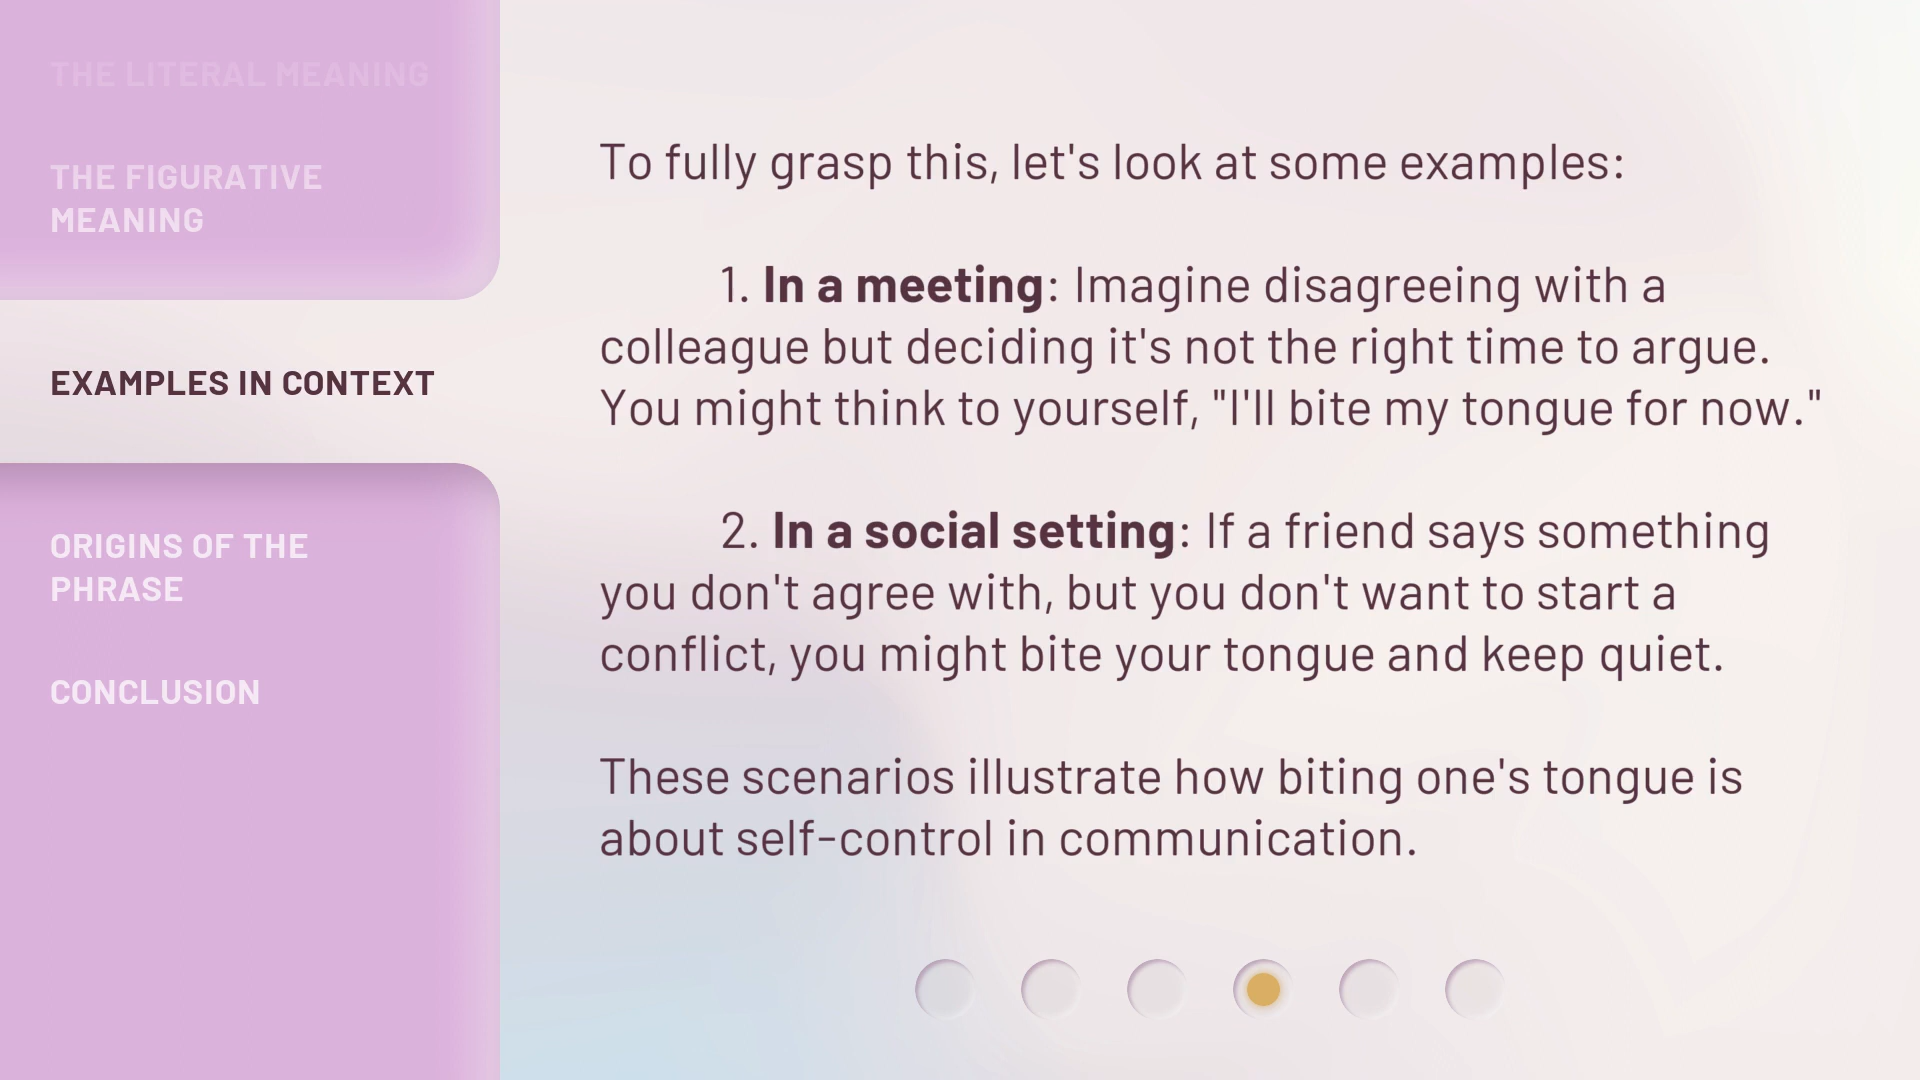 THE LITERAL MEANING
THE FIGURATIVE
MEANING
EXAMPLES IN CONTEXT
ORIGINS OF THE
PHRASE
CONCLUSION
To fully grasp this, let's look at some examples:
1. In a meeting: Imagine disagreeing with a
colleague but deciding it's not the right time to argue.
You might think to yourself, "I'll bite my tongue for now."
2. In a social setting: If a friend says something
you don't agree with, but you don't want to start a
conflict, you might bite your tongue and keep quiet.
These scenarios illustrate how biting one's tongue is
about self-control in communication.